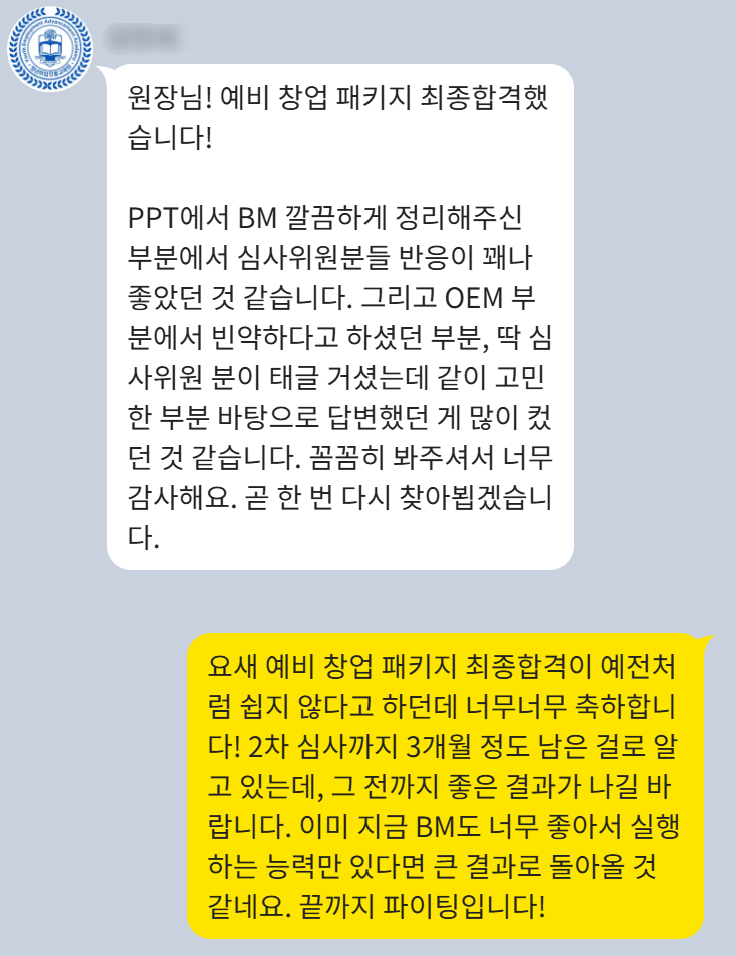 원장님! 예비 창업 패키지 최종합격했
습니다!
PPT에서 BM 깔끔하게 정리해주신
부분에서 심사위원분들 반응이 꽤나
좋았던 것 같습니다. 그리고 OEM 부
분에서 빈약하다고 하셨던 부분, 딱 심
사위원 분이 태글 거셨는데 같이 고민
한 부분 바탕으로 답변했던 게 많이 컸
던 것 같습니다. 꼼꼼히 봐주셔서 너무
감사해요. 곧 한 번 다시 찾아뵙겠습니
다.
요새 예비 창업 패키지 최종합격이 예전처
럼 쉽지 않다고 하던데 너무너무 축하합니
다! 2차 심사까지 3개월 정도 남은 걸로 알
고 있는데, 그 전까지 좋은 결과가 나길 바
랍니다. 이미 지금 BM도 너무 좋아서 실행
하는 능력만 있다면 큰 결과로 돌아올 것
같네요. 끝까지 파이팅입니다!